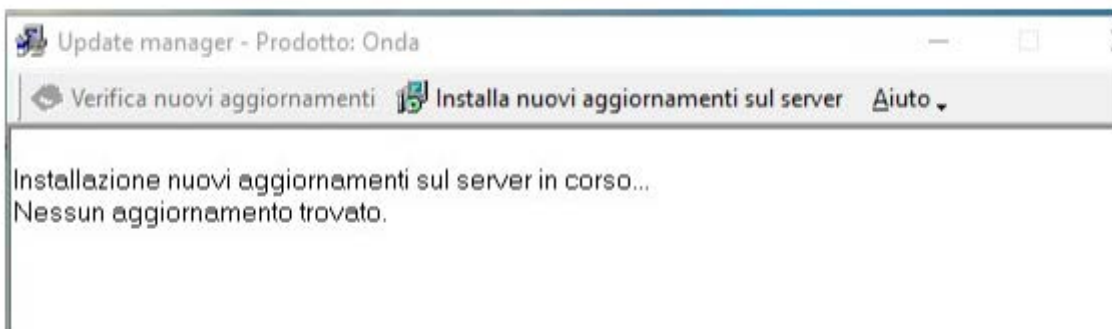 Update manager - Prodotto: Onda
Verifica nuovi aggiornamenti Installa nuovi aggiornamenti sul server Aiuto
Installazione nuovi aggiornamenti sul server in corso...
Nessun aggiornamento trovato.